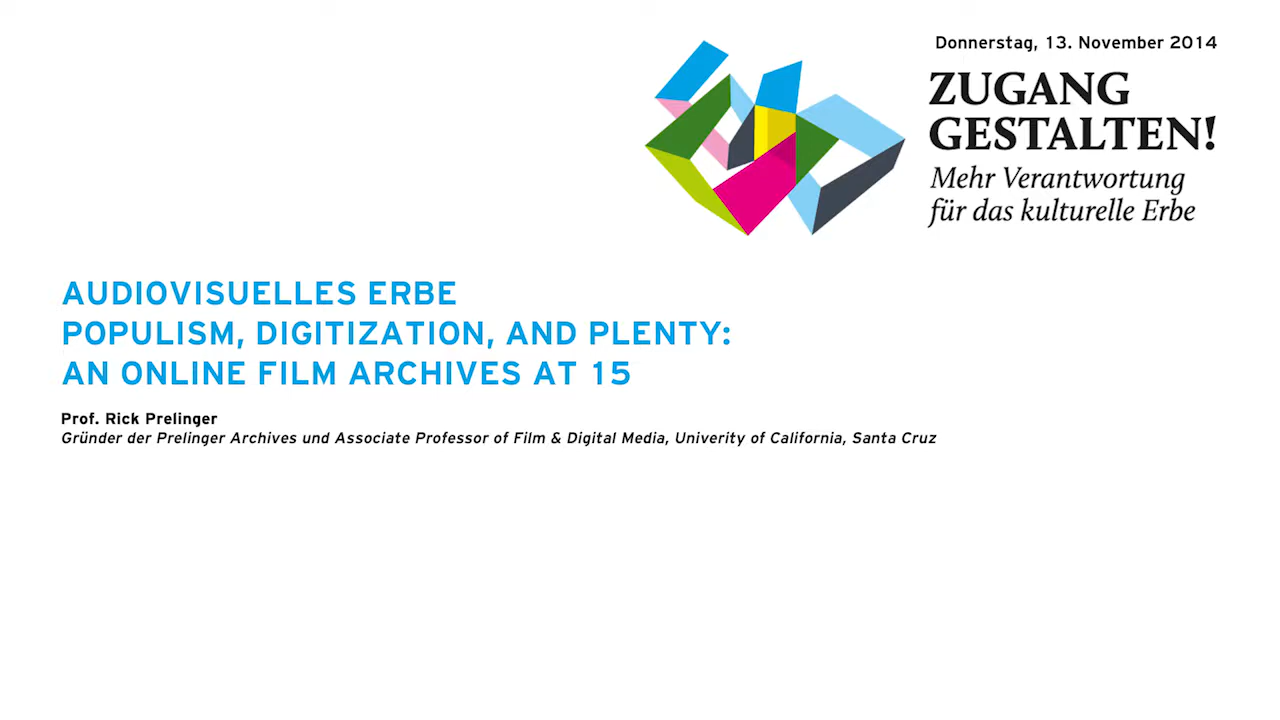 Donnerstag, 13. November 2014
ZUGANG
GESTALTEN!
Mehr Verantwortung
für das kulturelle Erbe
AUDIOVISUELLES ERBE
POPULISM, DIGITIZATION, AND PLENTY:
AN ONLINE FILM ARCHIVES AT 15
Prof. Rick Prelinger
Gründer der Prelinger Archives und Associate Professor of Film & Digital Media, Univerity of California, Santa Cruz